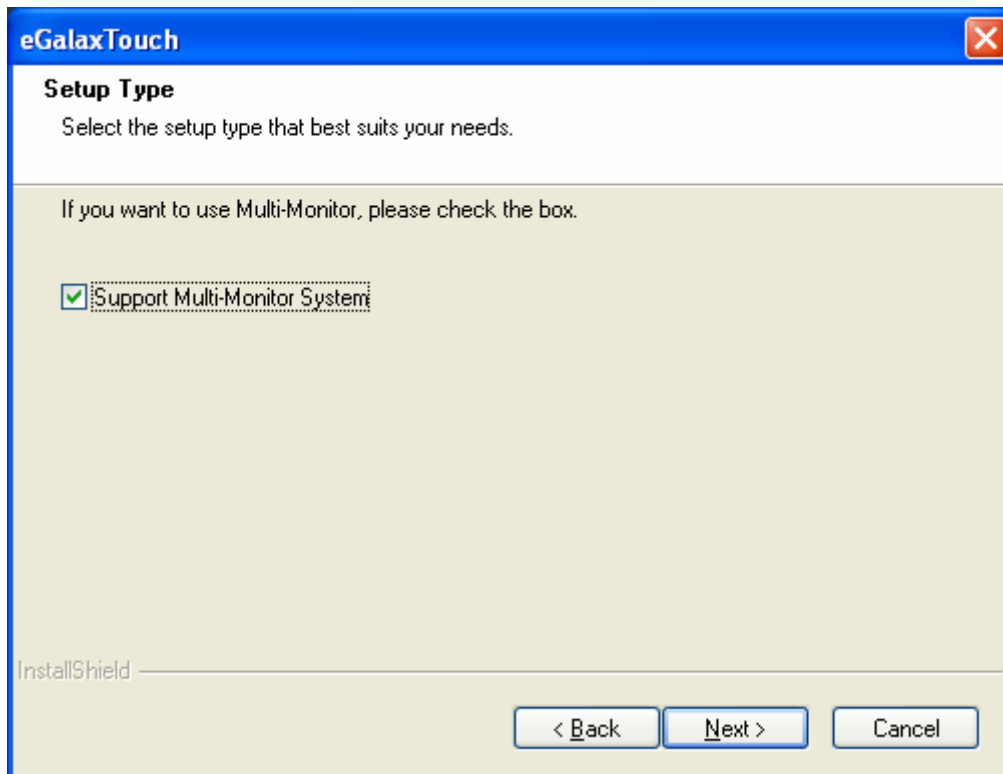 eGalaxTouch
Setup Type
Select the setup type that best suits your needs.
If you want to use Multi-Monitor, please check the box.
Support Multi-Monitor System
InstallShield
< Back Next > Cancel